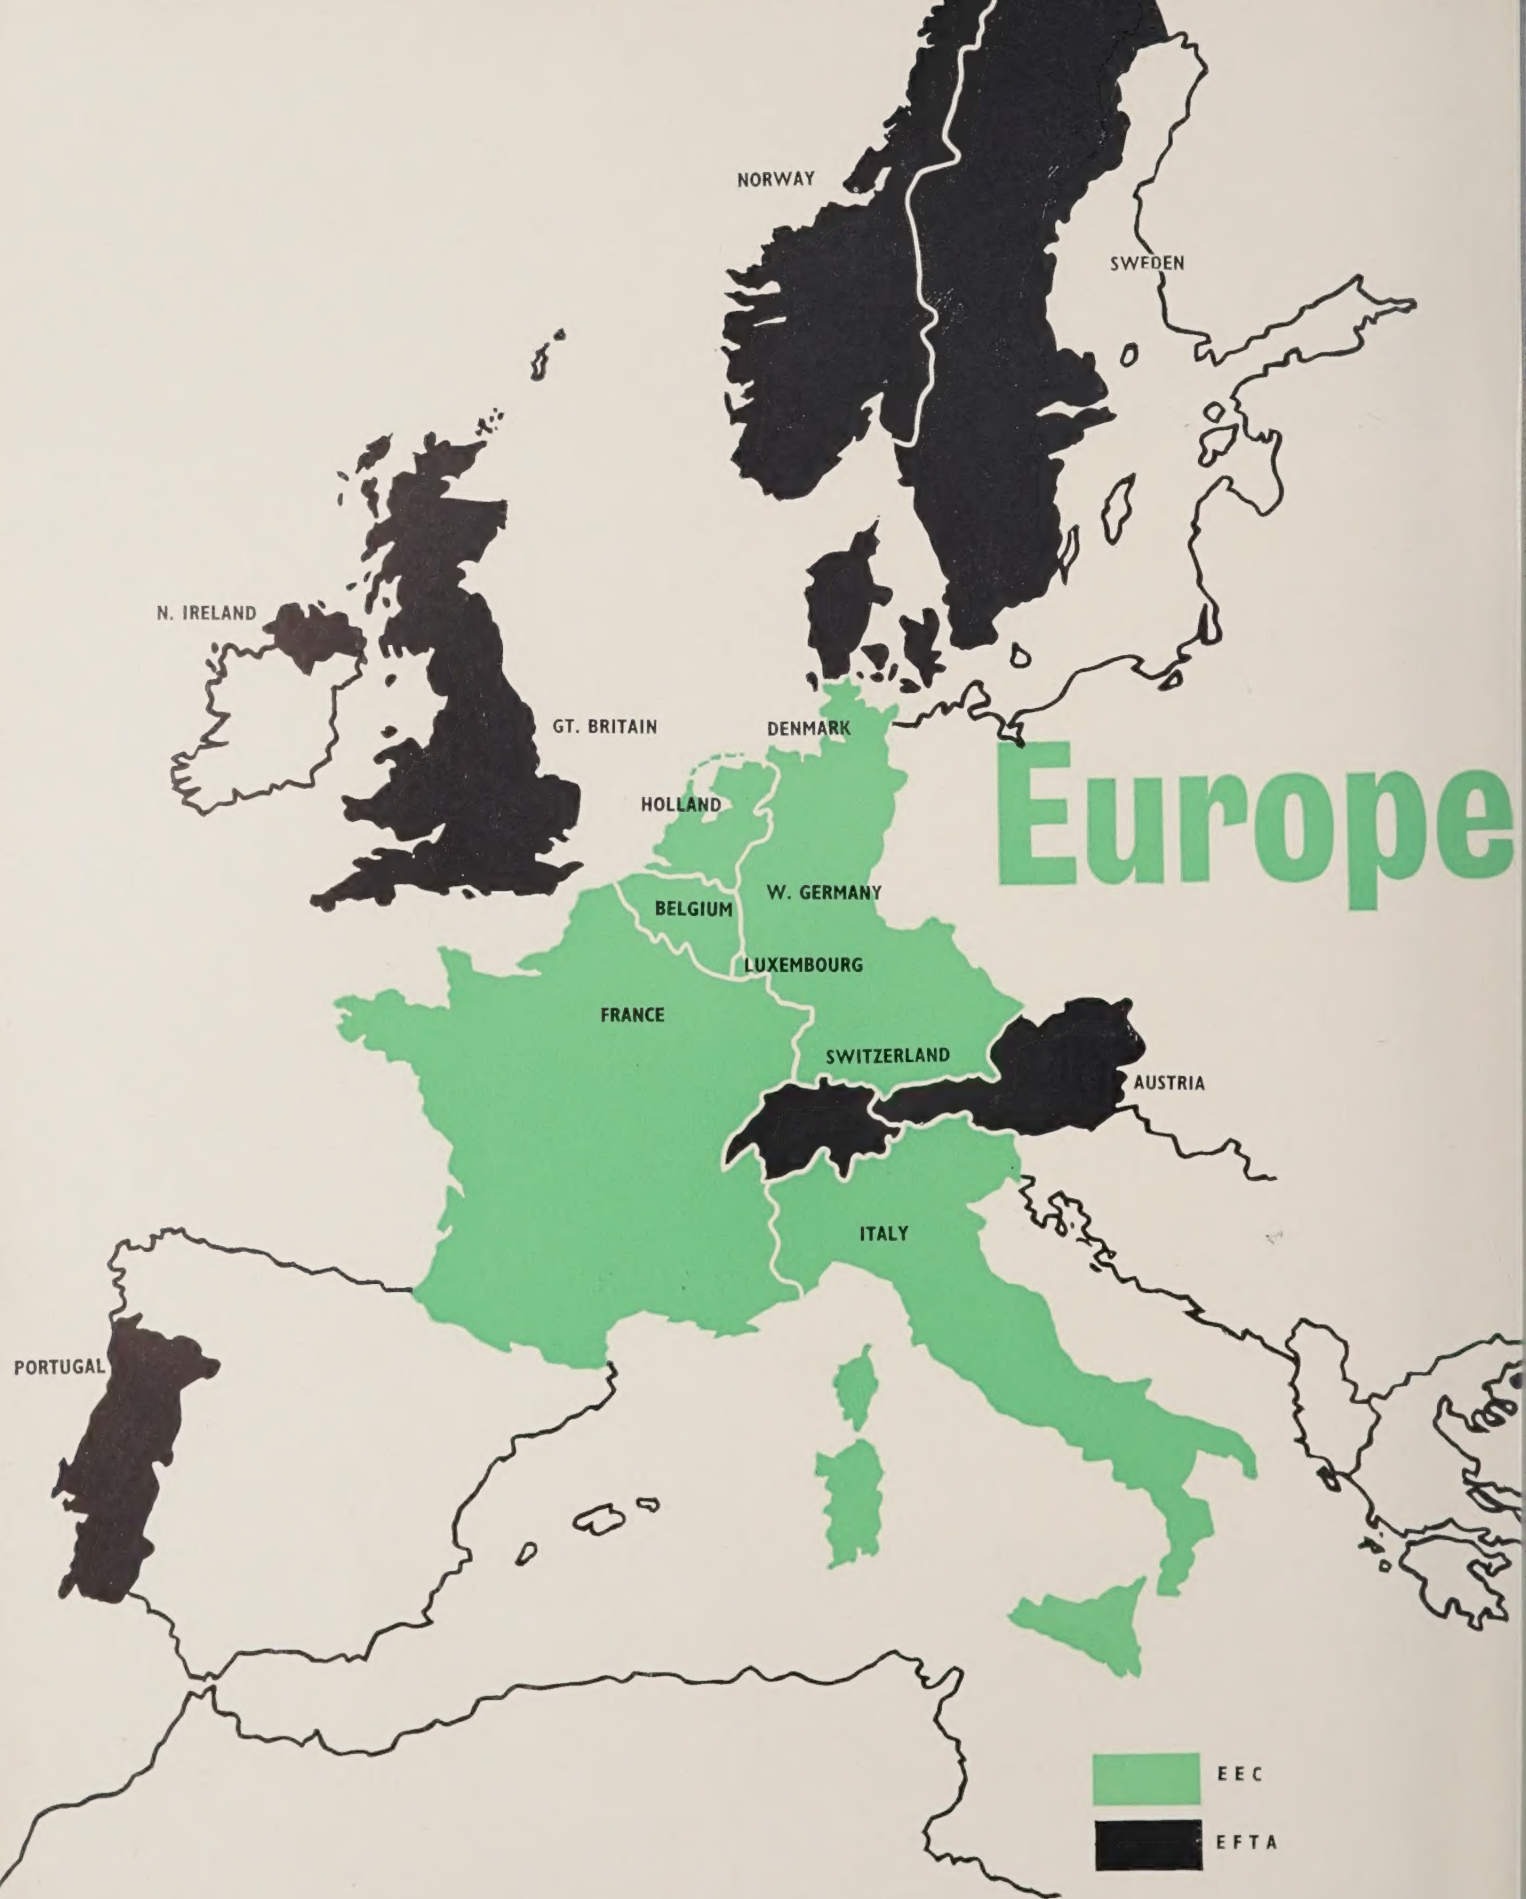 NORWAY
SWEDEN
N. IRELAND
GT. BRITAIN
DENMARK
Europe
HOLLAND
W. GERMANY
BELGIUM
LUXEMBOURG
FRANCE
SWITZERLAND
AUSTRIA
ITALY
PORTUGAL
EEC
EFTA